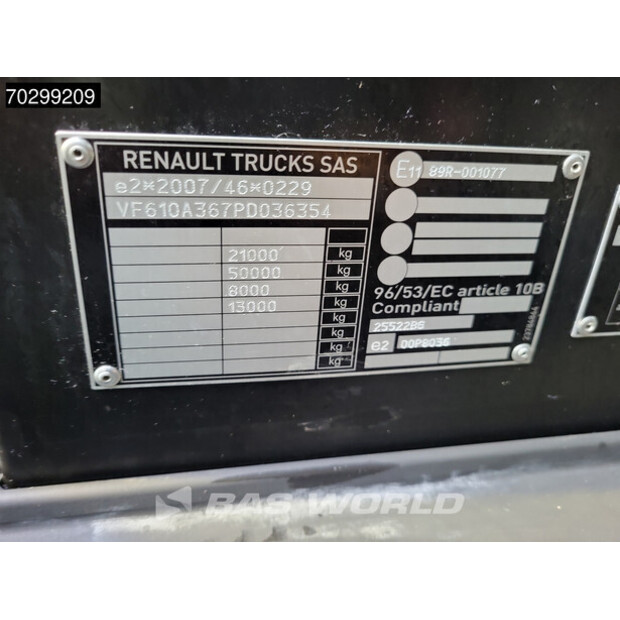 70299209
RENAULT TRUCKS SAS
e2*2007/46*0229
VF610A367PD036354
21000 kg
50000 kg
8000 kg
13000 kg
kg
kg
kg
kg
E11 89R-001077
96/53/EC article 10B
Compliant
25522BS
e2 00P8036
BAS WORLD